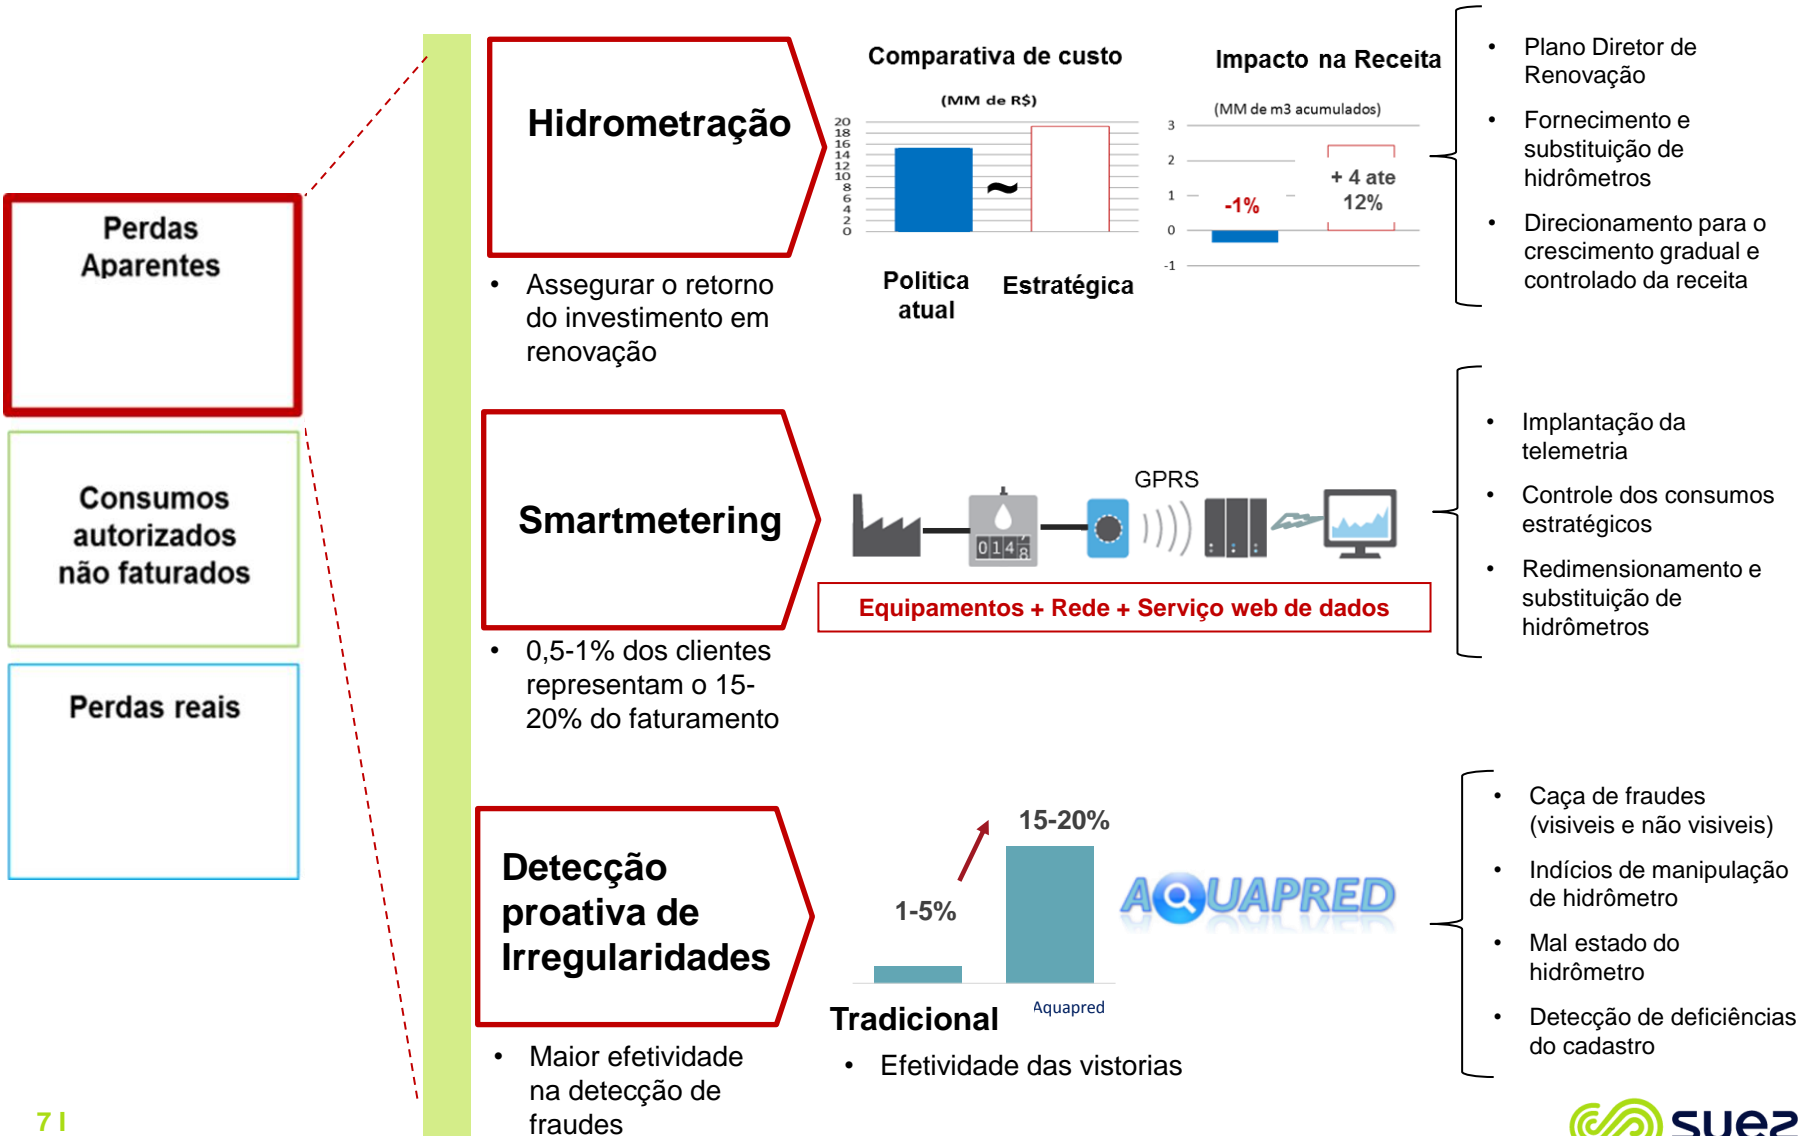 Perdas
Aparentes
Consumos
autorizados
não faturados
Perdas reais
Hidrometração
• Assegurar o retorno
do investimento em
renovação
Comparativa de custo
(MM de R$)
20
18
16
14
12
10
8
6
4
2
0
~
Politica
atual
Estratégica
Impacto na Receita
(MM de m3 acumulados)
3
2
1
0
-1
-1%
+ 4 ate
12%
• Plano Diretor de
Renovação
• Fornecimento e
substituição de
hidrômetros
• Direcionamento para o
crescimento gradual e
controlado da receita
Smartmetering
• 0,5-1% dos clientes
representam o 15-
20% do faturamento
GPRS
0148
Equipamentos + Rede + Serviço web de dados
• Implantação da
telemetria
• Controle dos consumos
estratégicos
• Redimensionamento e
substituição de
hidrômetros
Detecção
proativa de
Irregularidades
• Maior efetividade
na detecção de
fraudes
1-5%
15-20%
Tradicional
Aquapred
• Efetividade das vistorias
AQUAPRED
• Caça de fraudes
(visiveis e não visiveis)
• Indícios de manipulação
de hidrômetro
• Mal estado do
hidrômetro
• Detecção de deficiências
do cadastro
7 I
suez